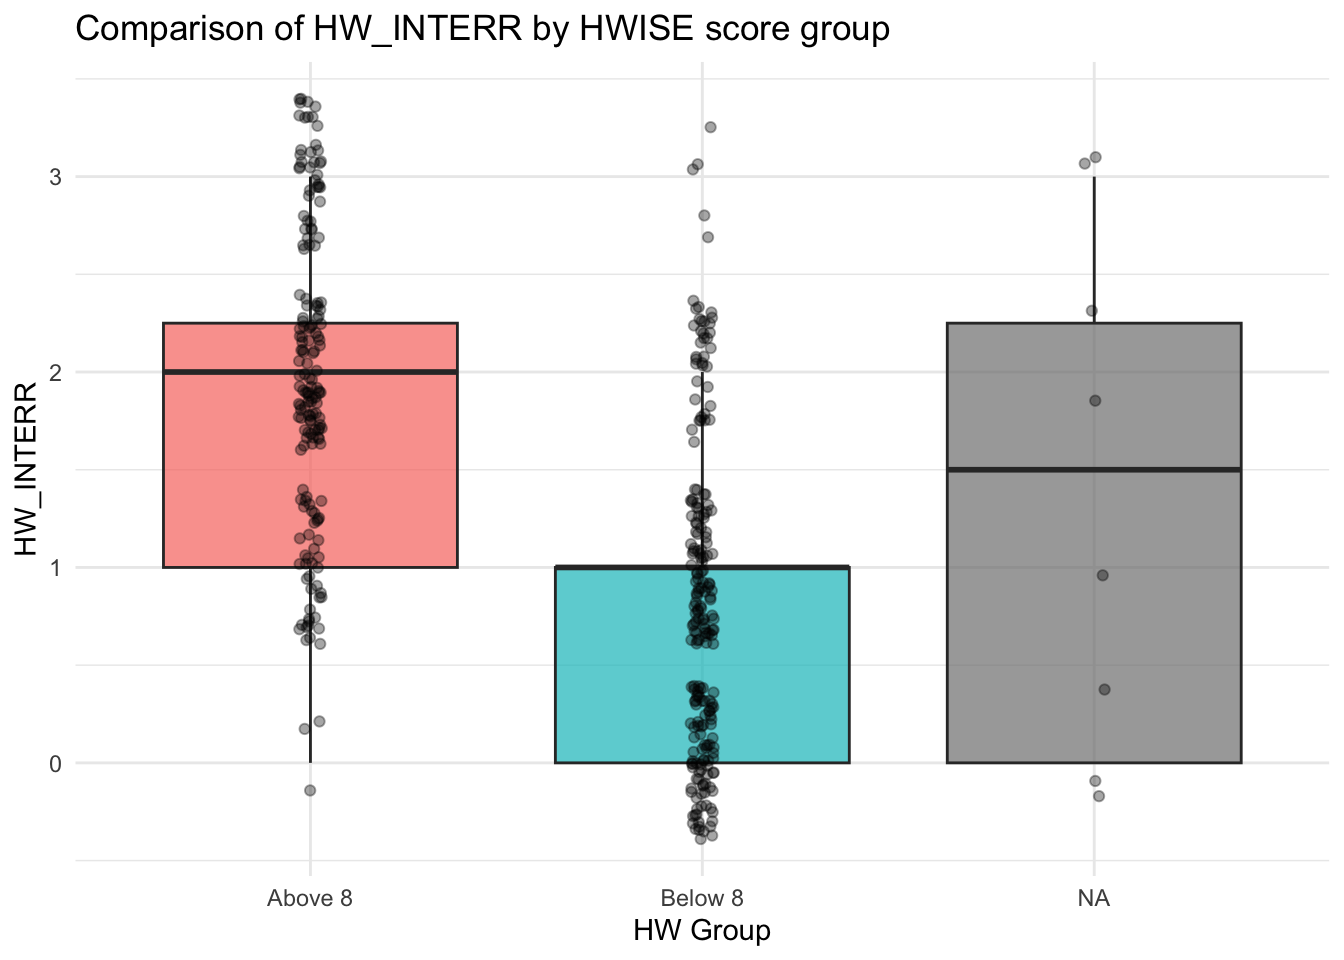 Comparison of HW_INTERR by HWISE score group
HW_INTERR
3
2
1
0
Above 8
Below 8
NA
HW Group